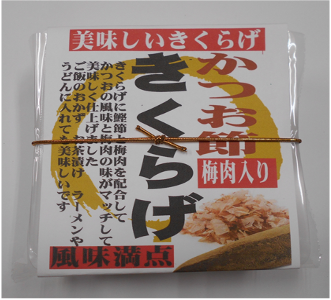 美味しいきくらげ
かつお節
梅肉入り
きくらげ
きくらげに鰹節と梅肉を配合して
かつおの風味と梅肉の味がマッチして
美味しく仕上げました
ご飯のおかず　お茶漬け　ラーメンや
うどんに入れても美味しいです
風味満点